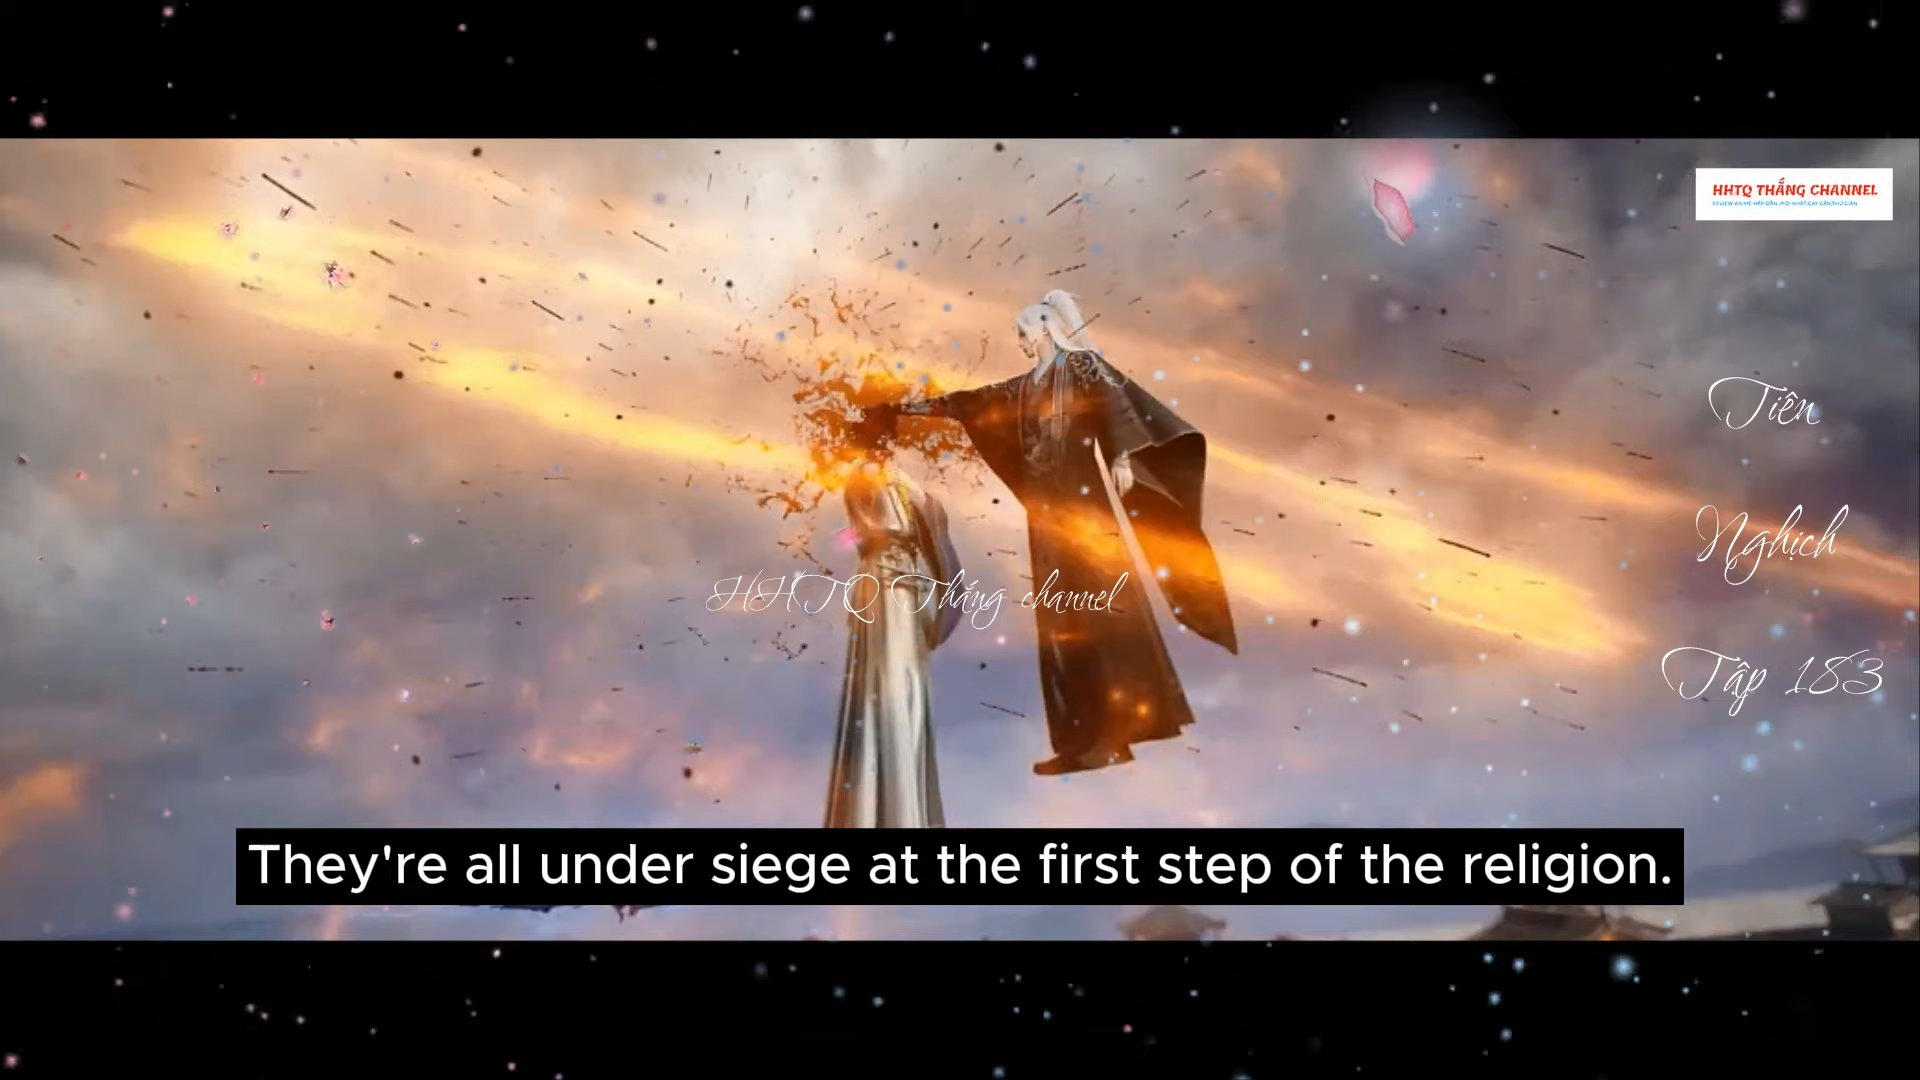 HHTQ THẮNG CHANNEL
Tiên
Nghịch
HHTQ Thắng channel
Tập 183
They're all under siege at the first step of the religion.